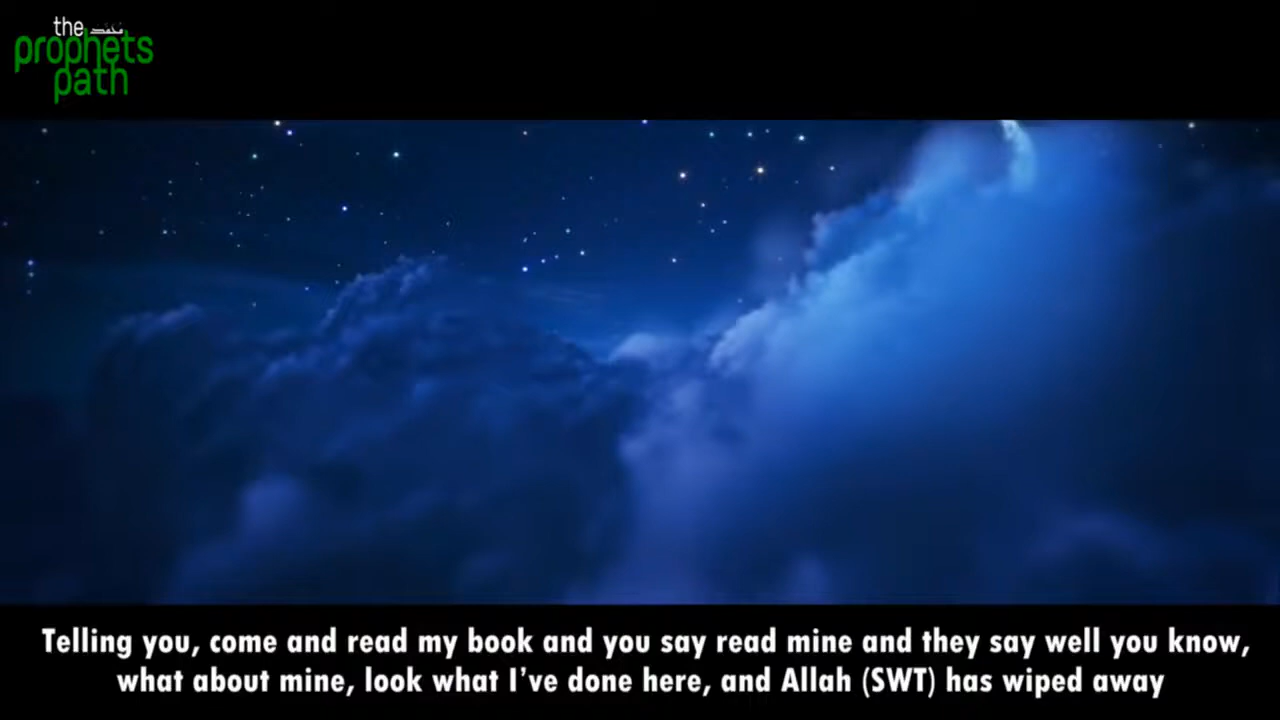 the محمد
prophets
path
Telling you, come and read my book and you say read mine and they say well you know,
what about mine, look what I've done here, and Allah (SWT) has wiped away